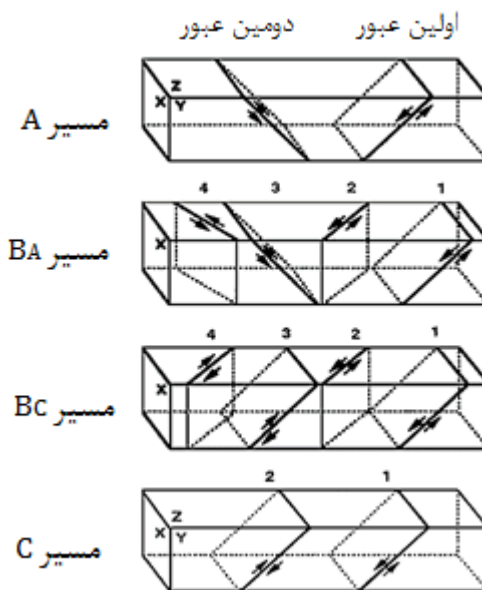 اولین عبور دومین عبور
Z
X Y
مسیر A
4 3 2 1
X
مسیر BA
4 3 2 1
X
مسیر BC
2 1
Z
X Y
مسیر C